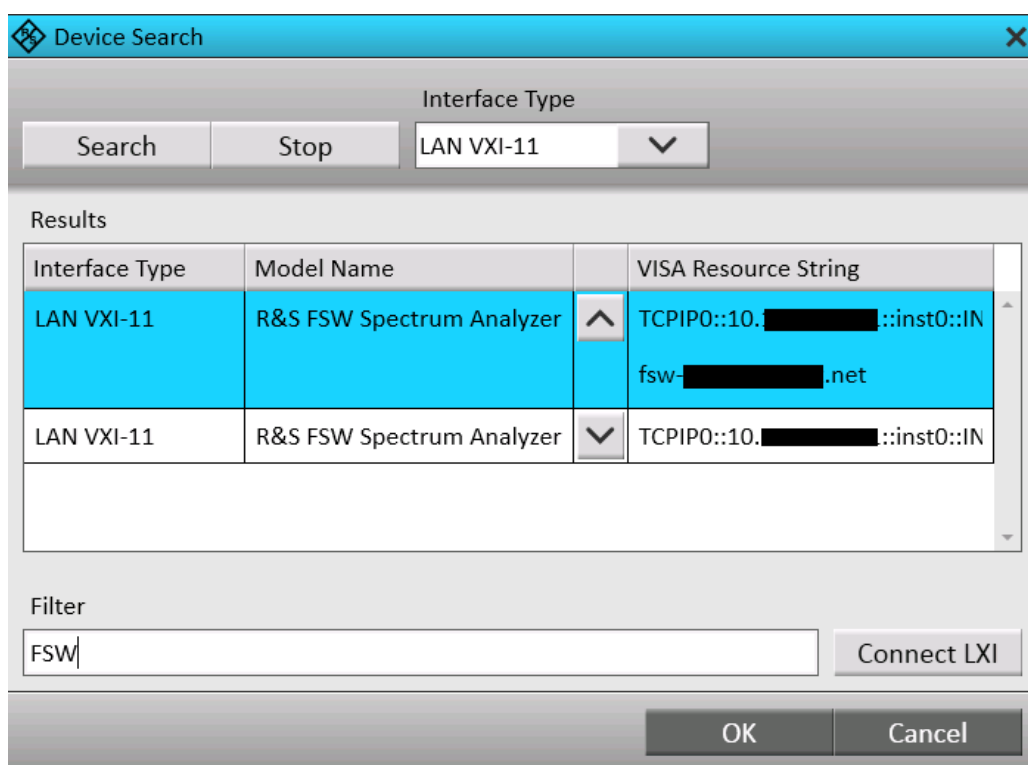 R&S Device Search
Interface Type
Search Stop LAN VXI-11
Results
Interface Type Model Name VISA Resource String
LAN VXI-11 R&S FSW Spectrum Analyzer TCPIP0::10. ::inst0::IN
fsw- .net
LAN VXI-11 R&S FSW Spectrum Analyzer TCPIP0::10. ::inst0::IN
Filter
FSW Connect LXI
OK Cancel